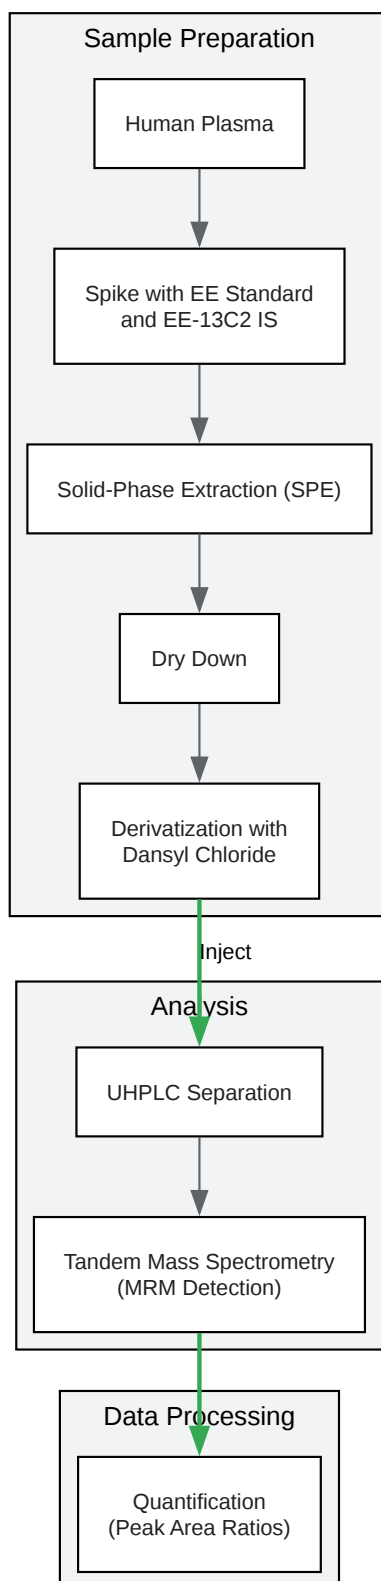 Sample Preparation
Human Plasma
Spike with EE Standard
and EE-13C2 IS
Solid-Phase Extraction (SPE)
Dry Down
Derivatization with
Dansyl Chloride
Inject
Analysis
UHPLC Separation
Tandem Mass Spectrometry
(MRM Detection)
Data Processing
Quantification
(Peak Area Ratios)